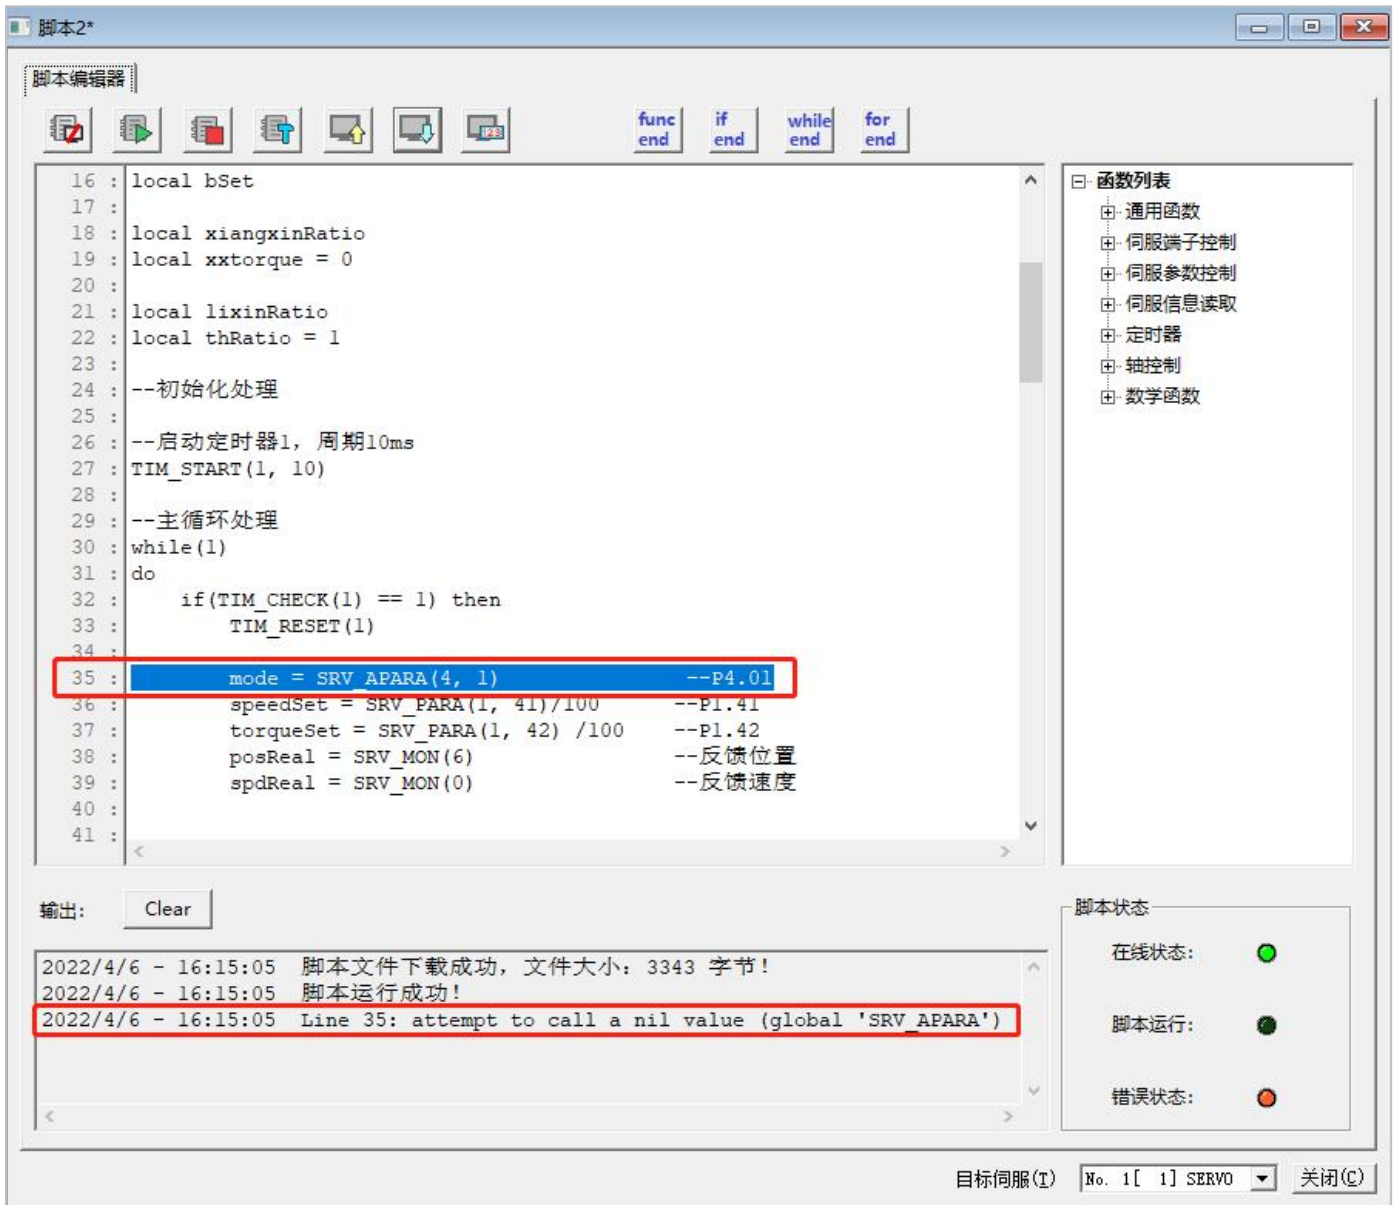 脚本2*
脚本编辑器
func end
if end
while end
for end
16 : local bSet
17 :
18 : local xiangxinRatio
19 : local xxtorque = 0
20 :
21 : local lixinRatio
22 : local thRatio = 1
23 :
24 : --初始化处理
25 :
26 : --启动定时器1, 周期10ms
27 : TIM_START(1, 10)
28 :
29 : --主循环处理
30 : while(1)
31 : do
32 : if(TIM_CHECK(1) == 1) then
33 : TIM_RESET(1)
34 :
35 : mode = SRV_APARA(4, 1) --P4.01
36 : speedSet = SRV_PARA(1, 41)/100 --P1.41
37 : torqueSet = SRV_PARA(1, 42) /100 --P1.42
38 : posReal = SRV_MON(6) --反馈位置
39 : spdReal = SRV_MON(0) --反馈速度
40 :
41 :
函数列表
通用函数
伺服端子控制
伺服参数控制
伺服信息读取
定时器
轴控制
数学函数
输出: Clear
2022/4/6 - 16:15:05 脚本文件下载成功, 文件大小: 3343 字节!
2022/4/6 - 16:15:05 脚本运行成功!
2022/4/6 - 16:15:05 Line 35: attempt to call a nil value (global 'SRV_APARA')
脚本状态
在线状态:
脚本运行:
错误状态:
目标伺服(T) No. 1[ 1] SERVO 关闭(C)